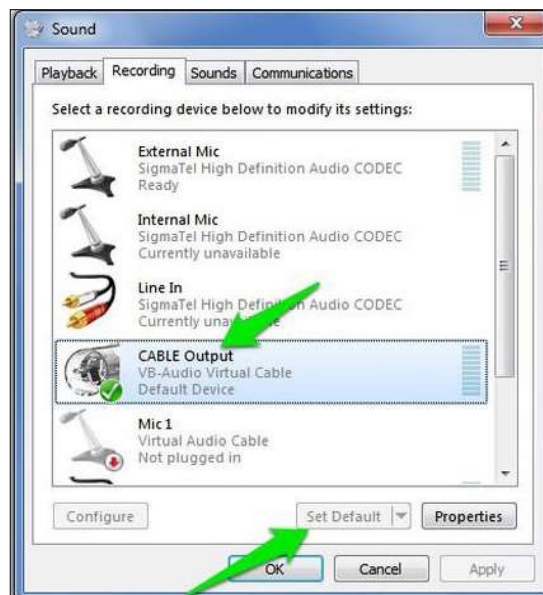 Sound
Playback Recording Sounds Communications
Select a recording device below to modify its settings:
External Mic
SigmaTel High Definition Audio CODEC
Ready
Internal Mic
SigmaTel High Definition Audio CODEC
Currently unavailable
Line In
SigmaTel High Definition Audio CODEC
Currently unavailable
CABLE Output
VB-Audio Virtual Cable
Default Device
Mic 1
Virtual Audio Cable
Not plugged in
Configure Set Default Properties
OK Cancel Apply